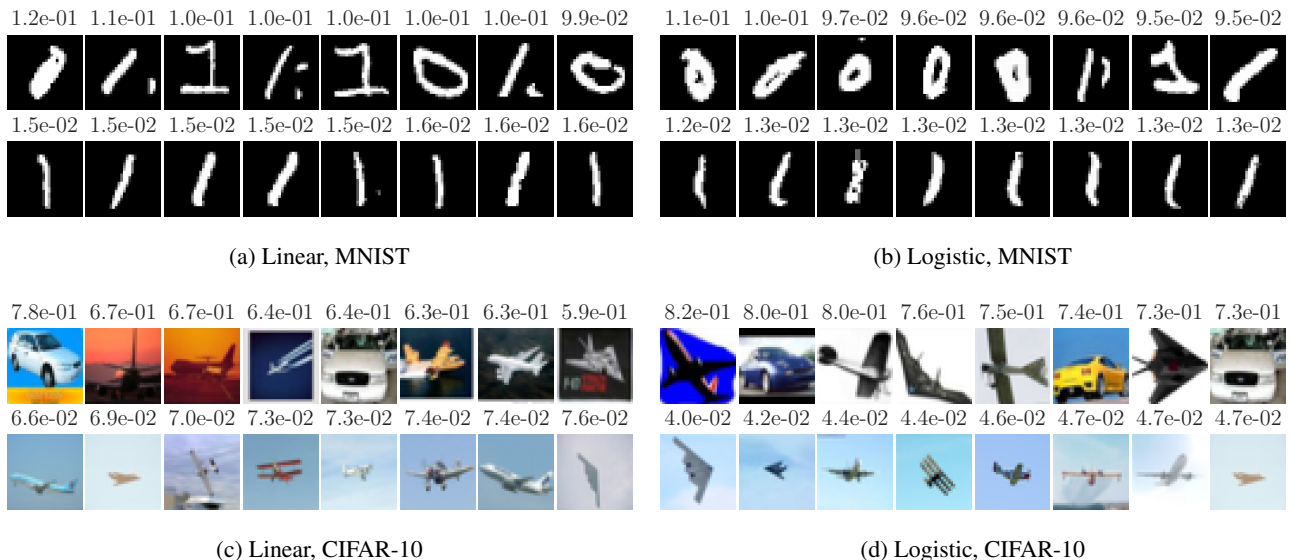 1.2e-01 1.1e-01 1.0e-01 1.0e-01 1.0e-01 1.0e-01 1.0e-01 9.9e-02
1.5e-02 1.5e-02 1.5e-02 1.5e-02 1.5e-02 1.6e-02 1.6e-02 1.6e-02
(a) Linear, MNIST
1.1e-01 1.0e-01 9.7e-02 9.6e-02 9.6e-02 9.6e-02 9.5e-02 9.5e-02
1.2e-02 1.3e-02 1.3e-02 1.3e-02 1.3e-02 1.3e-02 1.3e-02 1.3e-02
(b) Logistic, MNIST
7.8e-01 6.7e-01 6.7e-01 6.4e-01 6.4e-01 6.3e-01 6.3e-01 5.9e-01
6.6e-02 6.9e-02 7.0e-02 7.3e-02 7.3e-02 7.4e-02 7.4e-02 7.6e-02
(c) Linear, CIFAR-10
8.2e-01 8.0e-01 8.0e-01 7.6e-01 7.5e-01 7.4e-01 7.3e-01 7.3e-01
4.0e-02 4.2e-02 4.4e-02 4.4e-02 4.6e-02 4.7e-02 4.7e-02 4.7e-02
(d) Logistic, CIFAR-10